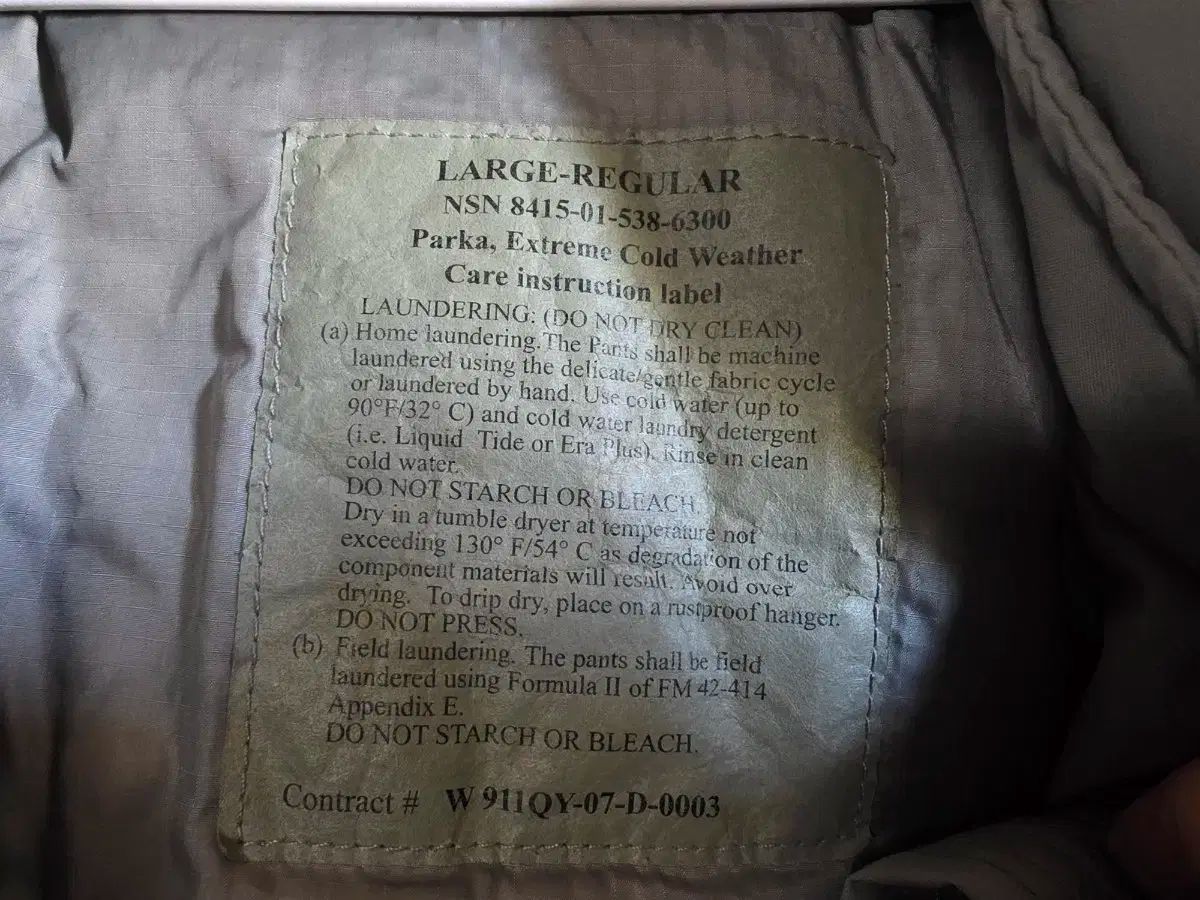 LARGE-REGULAR
NSN 8415-01-538-6300
Parka, Extreme Cold Weather
Care instruction label
LAUNDERING: (DO NOT DRY CLEAN)
(a) Home laundering. The Pants shall be machine
laundered using the delicate/gentle fabric cycle
or laundered by hand. Use cold water (up to
90°F/32° C) and cold water laundry detergent
(i.e. Liquid Tide or Era Plus). Rinse in clean
cold water.
DO NOT STARCH OR BLEACH.
Dry in a tumble dryer at temperature not
exceeding 130° F/54° C as degradation of the
component materials will result. Avoid over
drying. To drip dry, place on a rustproof hanger.
DO NOT PRESS.
(b) Field laundering. The pants shall be field
laundered using Formula II of FM 42-414
Appendix E.
DO NOT STARCH OR BLEACH.
Contract # W 911QY-07-D-0003